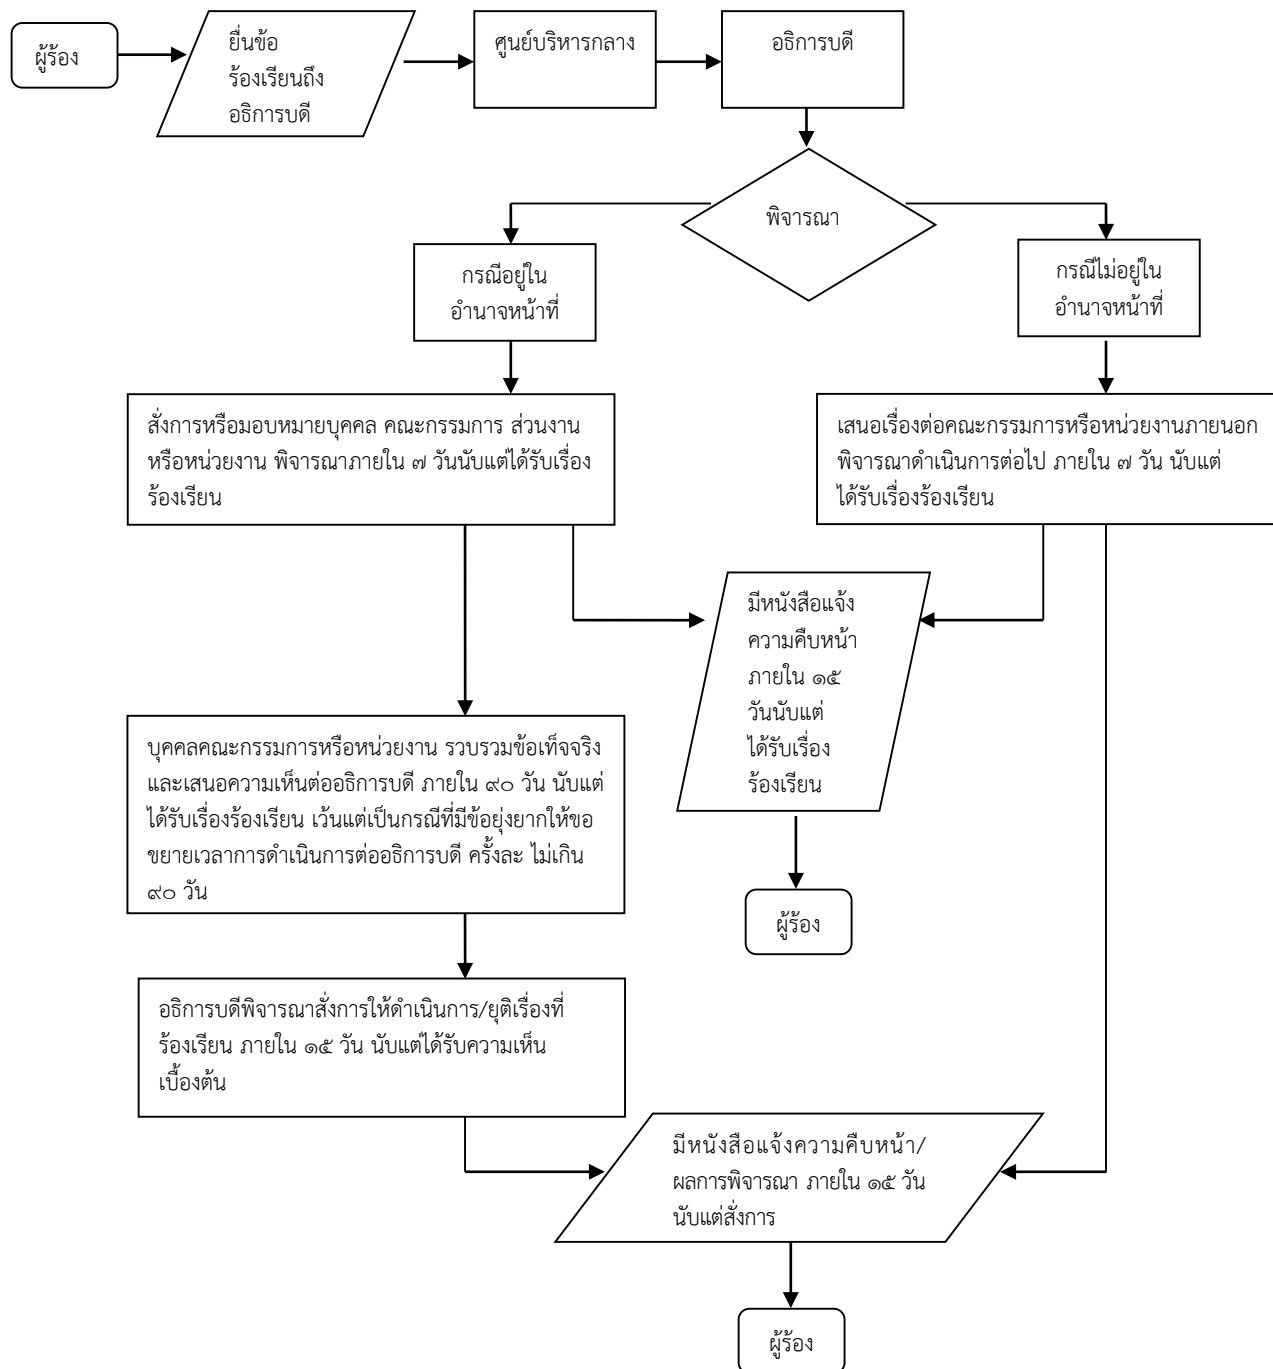 ผู้ร้อง
ยื่นข้อ
ร้องเรียนถึง
อธิการบดี
ศูนย์บริหารกลาง
อธิการบดี
พิจารณา
กรณีอยู่ใน
อำนาจหน้าที่
กรณีไม่อยู่ใน
อำนาจหน้าที่
สั่งการหรือมอบหมายบุคคล คณะกรรมการ ส่วนงาน
หรือหน่วยงาน พิจารณาภายใน ๗ วันนับแต่ได้รับเรื่อง
ร้องเรียน
เสนอเรื่องต่อคณะกรรมการหรือหน่วยงานภายนอก
พิจารณาดำเนินการต่อไป ภายใน ๗ วัน นับแต่
ได้รับเรื่องร้องเรียน
มีหนังสือแจ้ง
ความคืบหน้า
ภายใน ๑๕
วันนับแต่
ได้รับเรื่อง
ร้องเรียน
บุคคลคณะกรรมการหรือหน่วยงาน รวบรวมข้อเท็จจริง
และเสนอความเห็นต่ออธิการบดี ภายใน ๙๐ วัน นับแต่
ได้รับเรื่องร้องเรียน เว้นแต่เป็นกรณีที่มีข้อยุ่งยากให้ขอ
ขยายเวลาการดำเนินการต่ออธิการบดี ครั้งละ ไม่เกิน
๙๐ วัน
ผู้ร้อง
อธิการบดีพิจารณาสั่งการให้ดำเนินการ/ยุติเรื่องที่
ร้องเรียน ภายใน ๑๕ วัน นับแต่ได้รับความเห็น
เบื้องต้น
มีหนังสือแจ้งความคืบหน้า/
ผลการพิจารณา ภายใน ๑๕ วัน
นับแต่สั่งการ
ผู้ร้อง